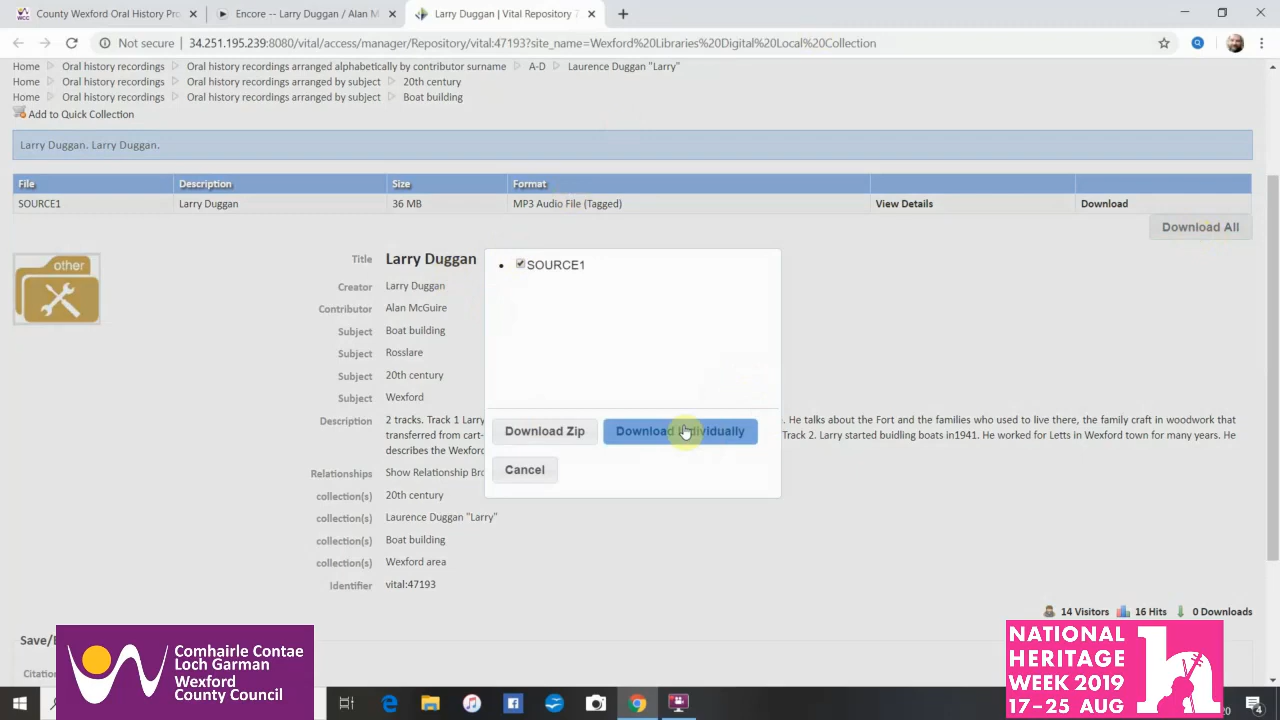 County Wexford Oral History Pro
Encore -- Larry Duggan / Alan M
Larry Duggan | Vital Repository 7
Not secure | 34.251.195.239:8080/vital/access/manager/Repository/vital:47193?site_name=Wexford%20Libraries%20Digital%20Local%20Collection
Home Oral history recordings Oral history recordings arranged alphabetically by contributor surname A-D Laurence Duggan "Larry"
Home Oral history recordings Oral history recordings arranged by subject 20th century
Home Oral history recordings Oral history recordings arranged by subject Boat building
Add to Quick Collection
Larry Duggan. Larry Duggan.
File Description Size Format
SOURCE1 Larry Duggan 36 MB MP3 Audio File (Tagged) View Details Download
Download All
other
Title Larry Duggan
Creator Larry Duggan
Contributor Alan McGuire
Subject Boat building
Subject Rosslare
Subject 20th century
Subject Wexford
Description 2 tracks. Track 1 Larry . He talks about the Fort and the families who used to live there, the family craft in woodwork that
transferred from cart- Track 2. Larry started buidling boats in1941. He worked for Letts in Wexford town for many years. He
describes the Wexford
Relationships Show Relationship Bro
collection(s) 20th century
collection(s) Laurence Duggan "Larry"
collection(s) Boat building
collection(s) Wexford area
Identifier vital:47193
SOURCE1
Download Zip Download Individually
Cancel
14 Visitors 16 Hits 0 Downloads
Save/
Citatio
Comhairle Contae
Loch Garman
Wexford
County Council
NATIONAL
HERITAGE
WEEK 2019
17-25 AUG
h
20
4